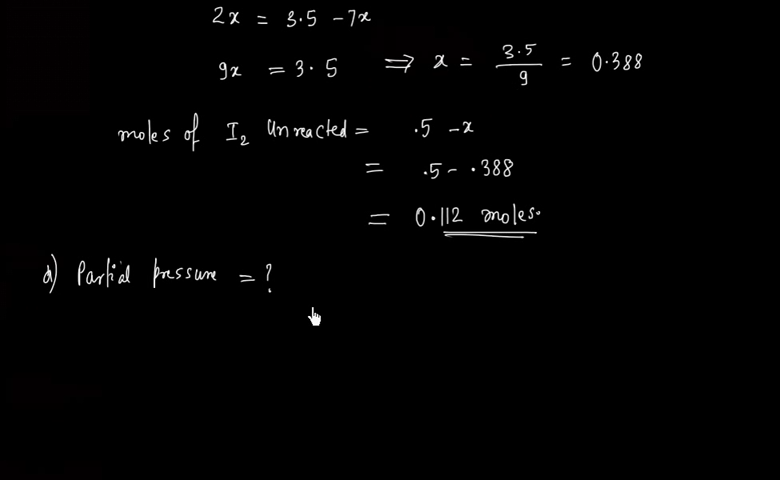 2x = 3.5 - 7x
9x = 3.5 ⟹ x = 3.5/9 = 0.388
moles of I₂ Unreacted = .5 - x
= .5 - .388
= 0.112 moles.
d) Partial pressure = ?